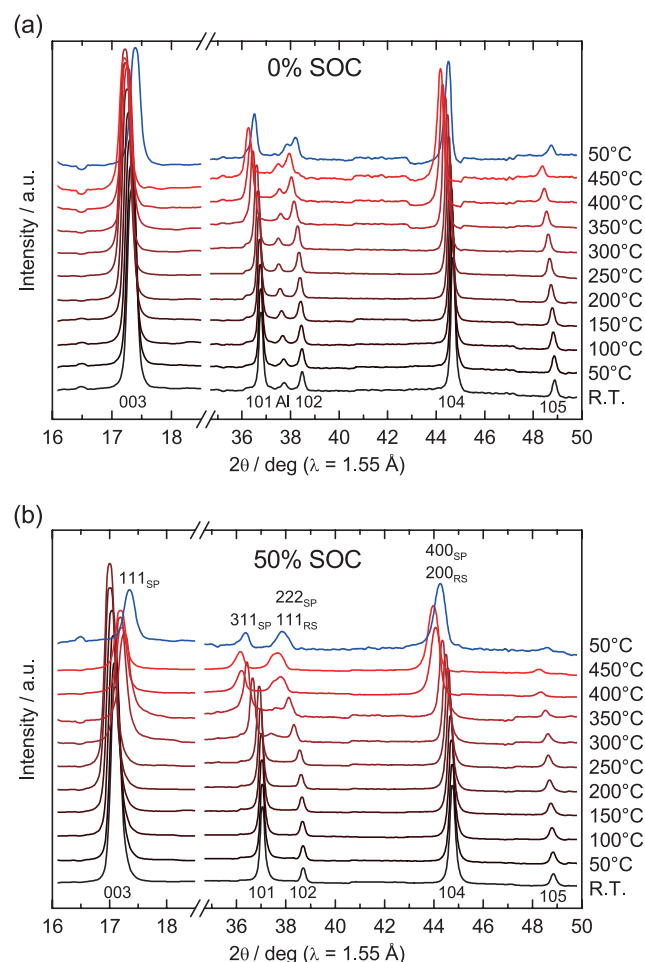 (a)
0% SOC
Intensity / a.u.
50°C
450°C
400°C
350°C
300°C
250°C
200°C
150°C
100°C
50°C
R.T.
003
101 Al 102
104
105
16 17 18 36 38 40 42 44 46 48 50
2θ / deg (λ = 1.55 Å)
(b)
50% SOC
Intensity / a.u.
111SP
311SP
222SP
111RS
400SP
200RS
50°C
450°C
400°C
350°C
300°C
250°C
200°C
150°C
100°C
50°C
R.T.
003
101 102
104
105
16 17 18 36 38 40 42 44 46 48 50
2θ / deg (λ = 1.55 Å)